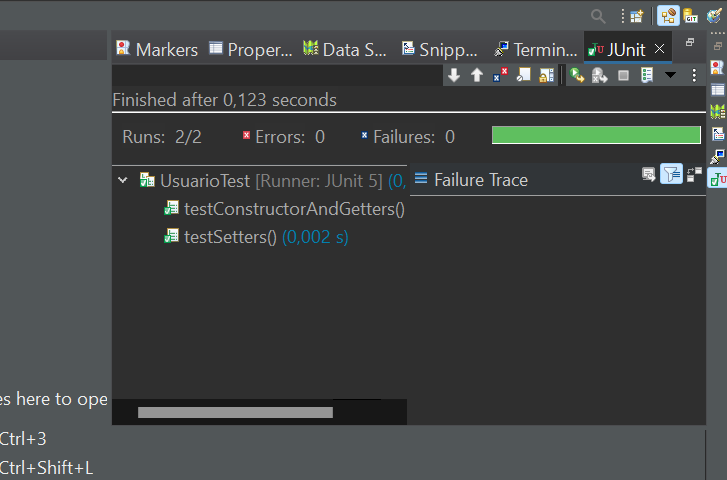 Markers Proper... Data S... Snipp... Termin... JUnit
Finished after 0,123 seconds
Runs: 2/2 Errors: 0 Failures: 0
UsuarioTest [Runner: JUnit 5] (0,
Failure Trace
testConstructorAndGetters()
testSetters() (0,002 s)
es here to ope
Ctrl+3
Ctrl+Shift+L